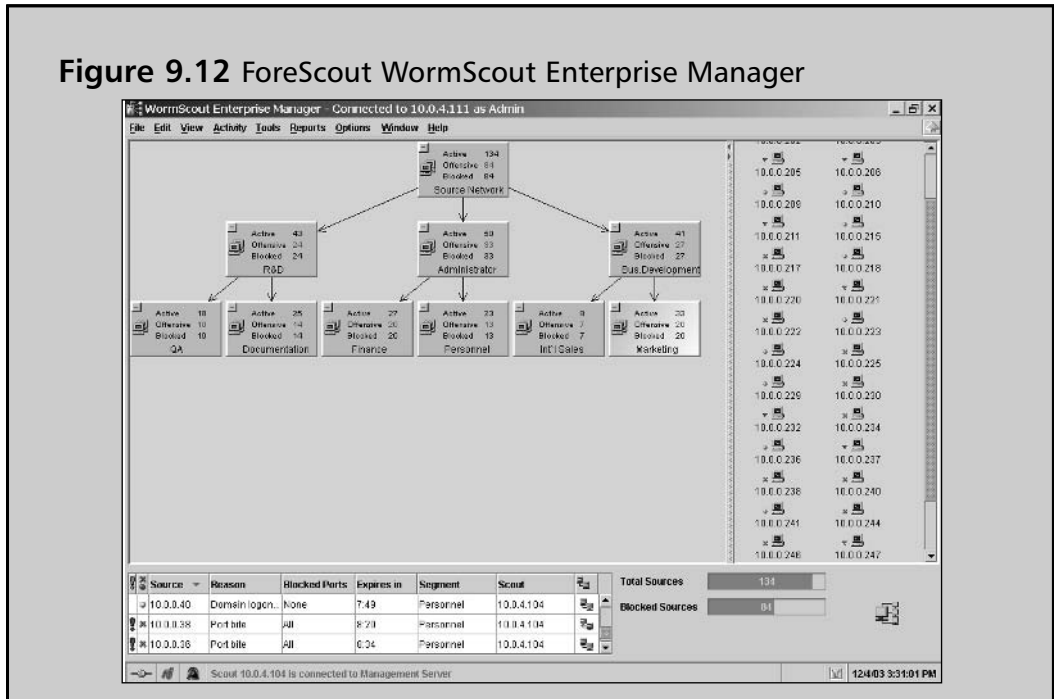 Figure 9.12 ForeScout WormScout Enterprise Manager
WormScout Enterprise Manager - Connected to 10.0.4.111 as Admin
File Edit View Activity Tools Reports Options Window Help
Active 134
Offensive 84
Blocked 84
Source Network
Active 43
Offensive 24
Blocked 24
R&D
Active 50
Offensive 33
Blocked 33
Administrator
Active 41
Offensive 27
Blocked 27
Bus.Development
Active 18
Offensive 10
Blocked 10
QA
Active 25
Offensive 14
Blocked 14
Documentation
Active 27
Offensive 20
Blocked 20
Finance
Active 23
Offensive 13
Blocked 13
Personnel
Active
Offensive 7
Blocked 7
Int'l Sales
Active 33
Offensive 20
Blocked 20
Marketing
10.0.0.205 10.0.0.206
10.0.0.209 10.0.0.210
10.0.0.211 10.0.0.215
10.0.0.217 10.0.0.218
10.0.0.220 10.0.0.221
10.0.0.222 10.0.0.223
10.0.0.224 10.0.0.225
10.0.0.229 10.0.0.230
10.0.0.232 10.0.0.234
10.0.0.236 10.0.0.237
10.0.0.238 10.0.0.240
10.0.0.241 10.0.0.244
10.0.0.246 10.0.0.247
Source Reason Blocked Ports Expires in Segment Scout
10.0.0.40 Domain logon... None 7:49 Personnel 10.0.4.104
10.0.0.38 Port bite All 8:20 Personnel 10.0.4.104
10.0.0.36 Port bite All 6:34 Personnel 10.0.4.104
Total Sources 134
Blocked Sources 84
Scout 10.0.4.104 is connected to Management Server
12/4/03 3:31:01 PM